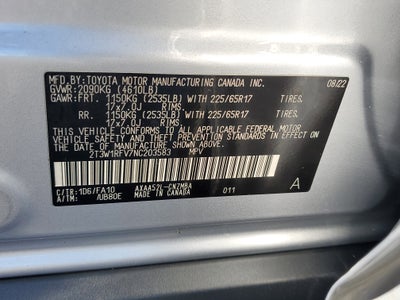 MFD. BY: TOYOTA MOTOR MANUFACTURING CANADA INC. 08/22
GVWR: 2090KG (4610LB)
GAWR: FRT. 1150KG (2535LB) WITH 225/65R17 TIRES.
17x7.0J RIMS
RR. 1150KG (2535LB) WITH 225/65R17 TIRES.
17x7.0J RIMS
THIS VEHICLE CONFORMS TO ALL APPLICABLE FEDERAL MOTOR
VEHICLE SAFETY STANDARDS IN EFFECT ON THE DATE OF
MANUFACTURE SHOWN ABOVE.
2T3W1RFV7NC203583 MPV
C/TR: 1D6/FA10 AXAA52L-CNZMBA 011 A
A/TM: /UB80E MADE IN CANADA